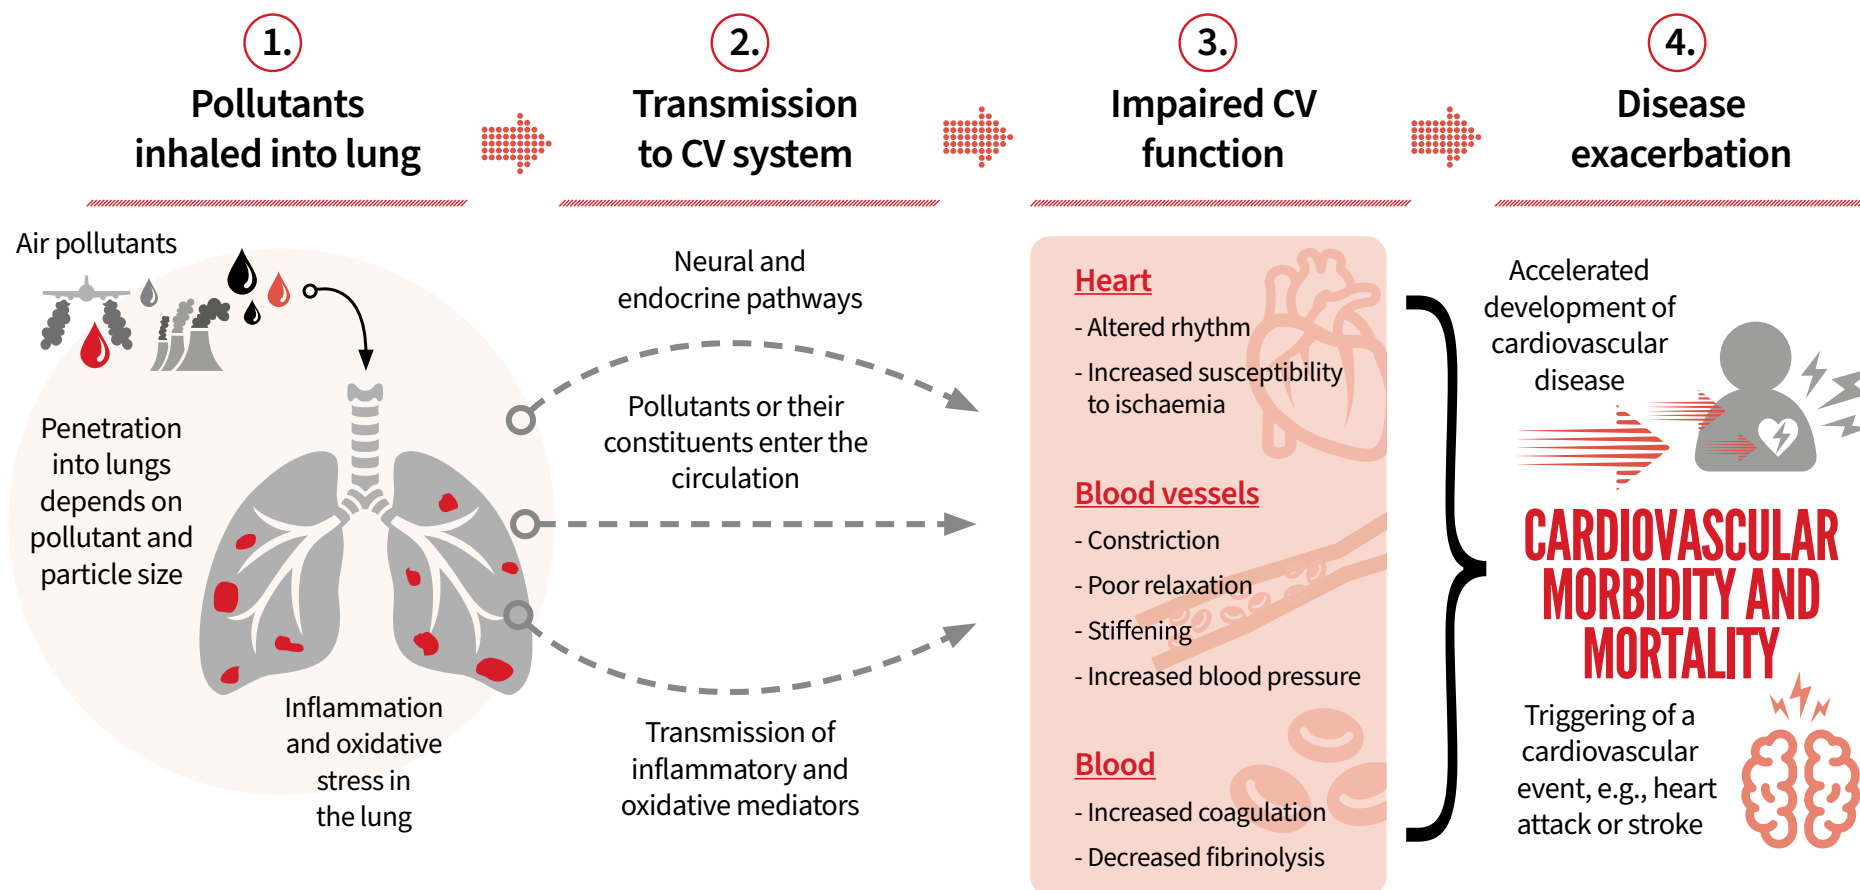 1.
Pollutants
inhaled into lung
2.
Transmission
to CV system
3.
Impaired CV
function
4.
Disease
exacerbation
Air pollutants
Penetration
into lungs
depends on
pollutant and
particle size
Inflammation
and oxidative
stress in
the lung
Neural and
endocrine pathways
Pollutants or their
constituents enter the
circulation
Transmission of
inflammatory and
oxidative mediators
Heart
- Altered rhythm
- Increased susceptibility
to ischaemia
Blood vessels
- Constriction
- Poor relaxation
- Stiffening
- Increased blood pressure
Blood
- Increased coagulation
- Decreased fibrinolysis
Accelerated
development of
cardiovascular
disease
CARDIOVASCULAR
MORBIDITY AND
MORTALITY
Triggering of a
cardiovascular
event, e.g., heart
attack or stroke